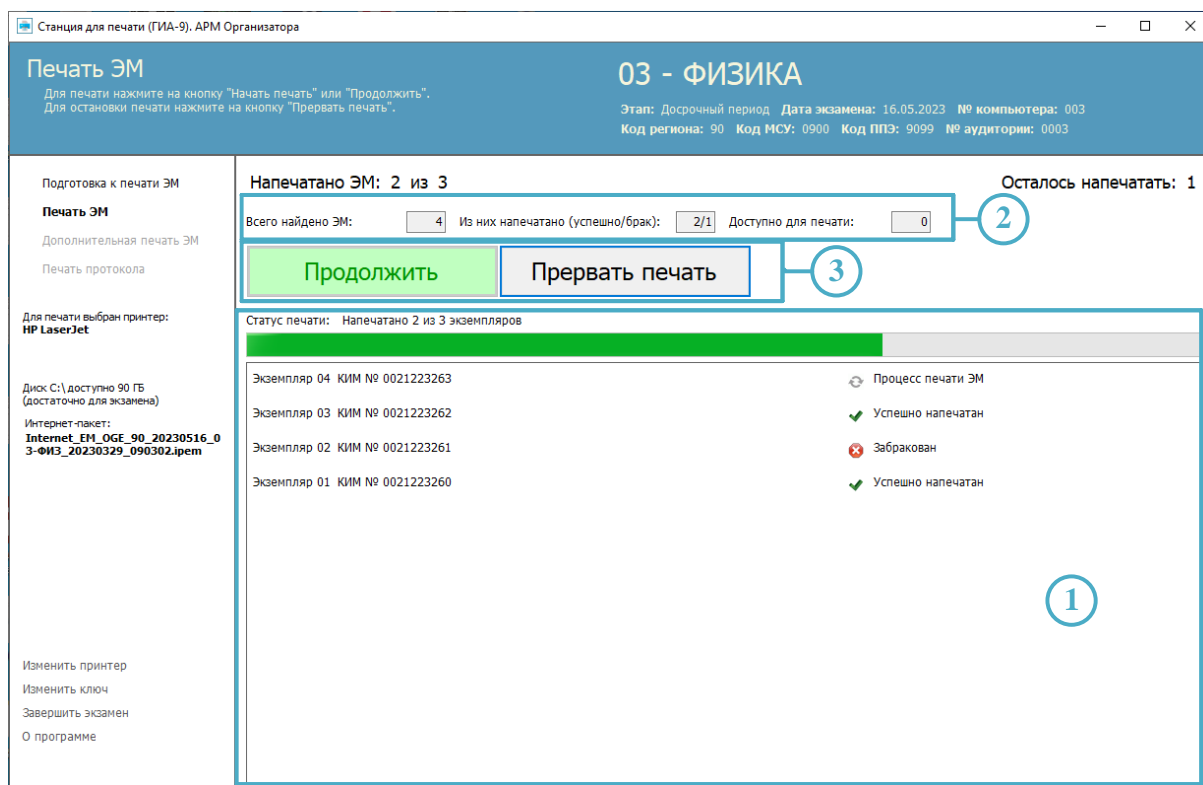 Станция для печати (ГИА-9). АРМ Организатора
Печать ЭМ
Для печати нажмите на кнопку "Начать печать" или "Продолжить".
Для остановки печати нажмите на кнопку "Прервать печать".
03 - ФИЗИКА
Этап: Досрочный период Дата экзамена: 16.05.2023 № компьютера: 003
Код региона: 90 Код МСУ: 0900 Код ППЭ: 9099 № аудитории: 0003
Подготовка к печати ЭМ
Печать ЭМ
Дополнительная печать ЭМ
Печать протокола
Для печати выбран принтер:
HP LaserJet
Диск C:\ доступно 90 ГБ
(достаточно для экзамена)
Интернет-пакет:
Internet_EM_OGE_90_20230516_0
3-ФИЗ_20230329_090302.ipem
Изменить принтер
Изменить ключ
Завершить экзамен
О программе
Напечатано ЭМ: 2 из 3
Осталось напечатать: 1
Всего найдено ЭМ: 4 Из них напечатано (успешно/брак): 2/1 Доступно для печати: 0
2
Продолжить
Прервать печать
3
Статус печати: Напечатано 2 из 3 экземпляров
Экземпляр 04 КИМ № 0021223263 Процесс печати ЭМ
Экземпляр 03 КИМ № 0021223262 Успешно напечатан
Экземпляр 02 КИМ № 0021223261 Забракован
Экземпляр 01 КИМ № 0021223260 Успешно напечатан
1